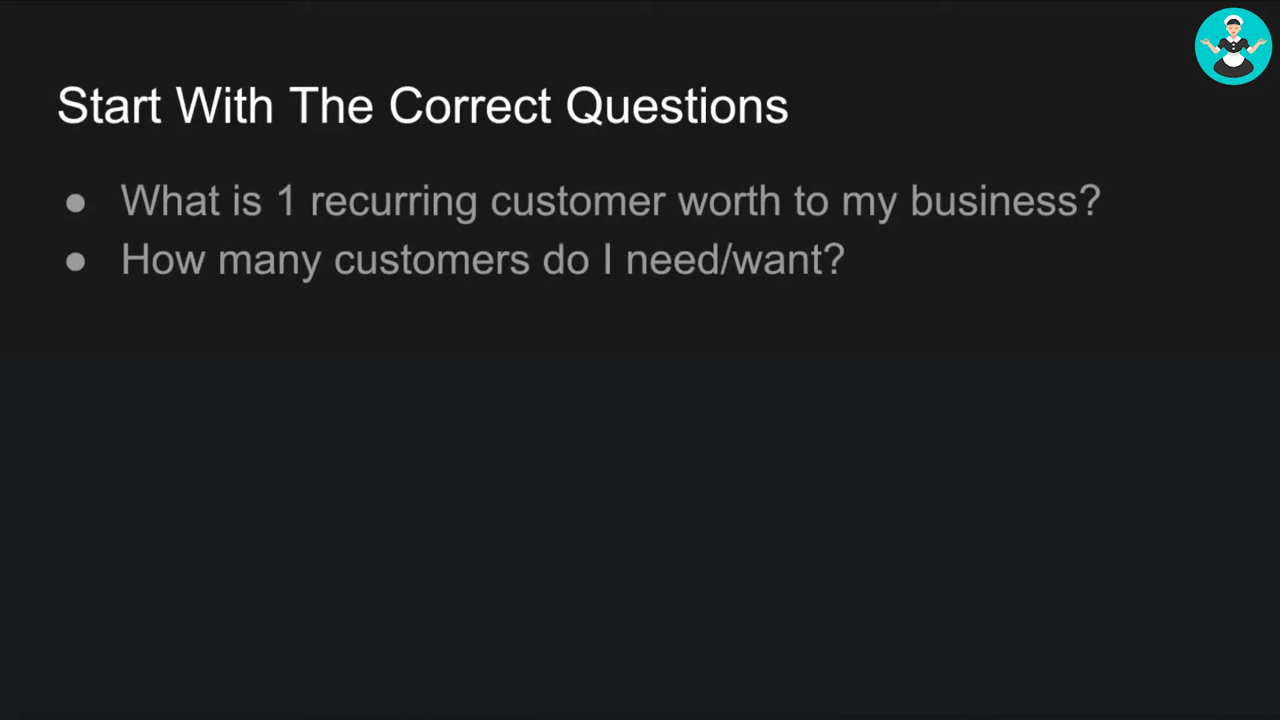 Start With The Correct Questions
● What is 1 recurring customer worth to my business?
● How many customers do I need/want?